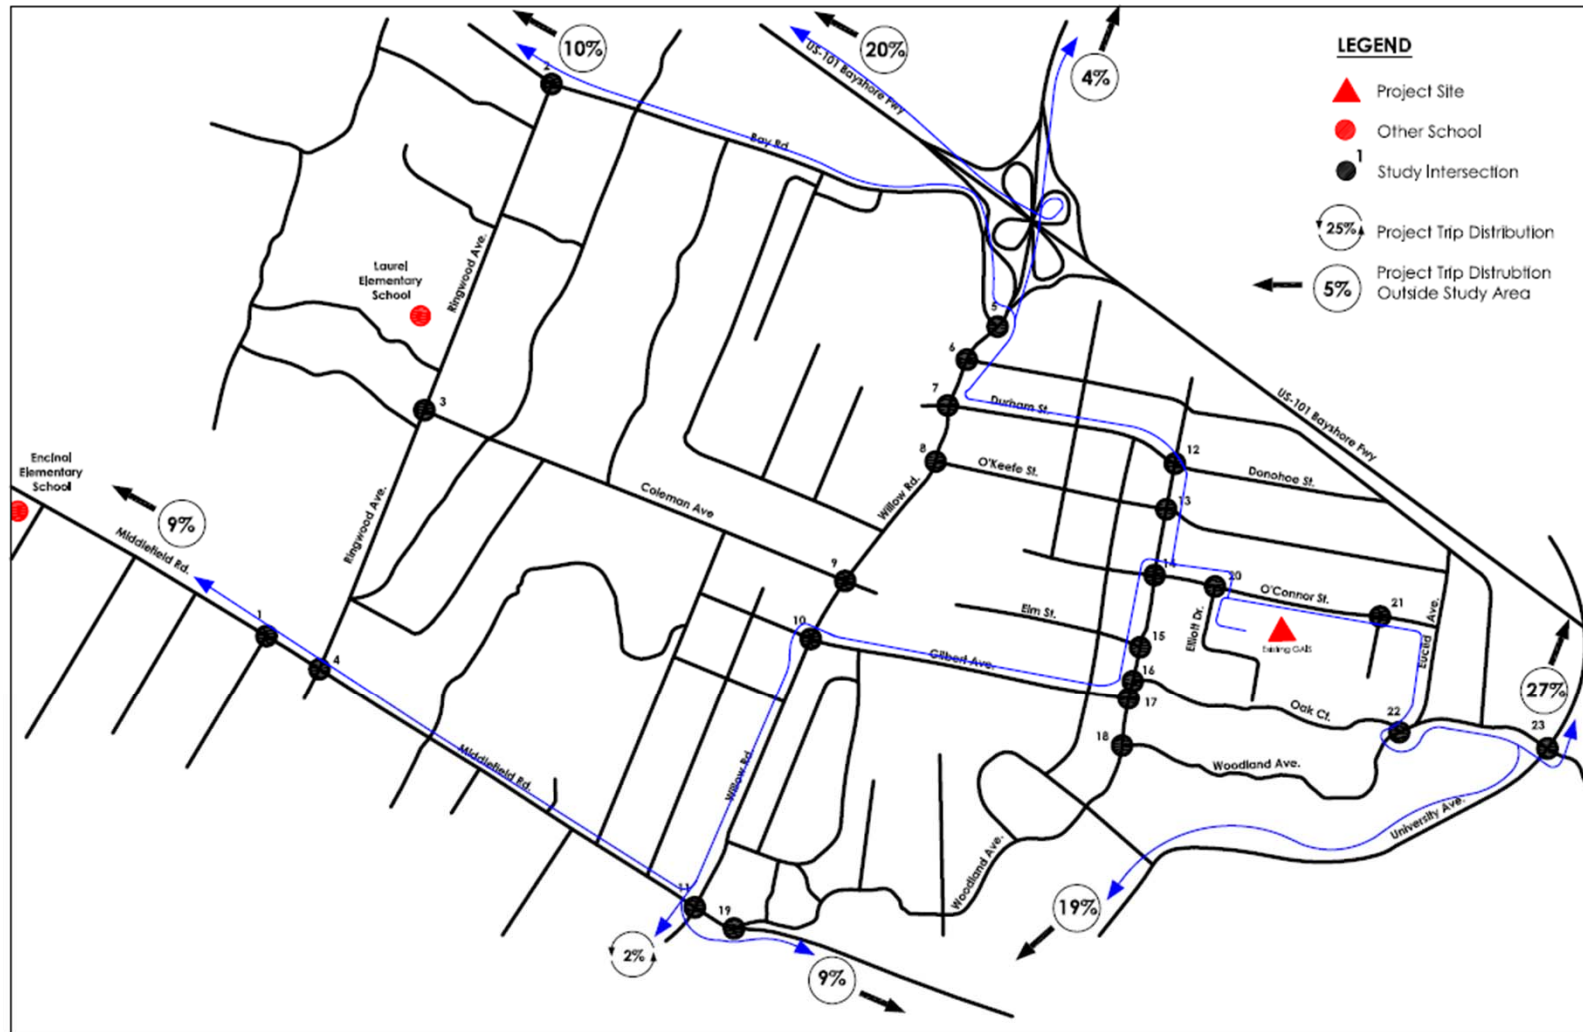 10%
20%
4%
US-101 Bayshore Fwy
LEGEND
Project Site
Other School
1
Study Intersection
25%
Project Trip Distribution
5%
Project Trip Distrubtion
Outside Study Area
2
Bay Rd
Laurel
Elementary
School
Ringwood Ave.
5
6
7
Durham St.
US-101 Bayshore Fwy
3
8
O'Keefe St.
12
Donohoe St.
Encinal
Elementary
School
9%
Coleman Ave
Willow Rd.
13
Ringwood Ave.
Middlefield Rd.
9
14
20
O'Connor St.
21
1
Elm St.
Elliott Dr.
Euclid Ave.
10
15
Existing GAIS
4
Gilbert Ave.
16
17
Oak Ct.
27%
22
23
18
Woodland Ave.
Middlefield Rd.
Willow Rd.
University Ave.
Woodland Ave.
11
19
19%
2%
9%